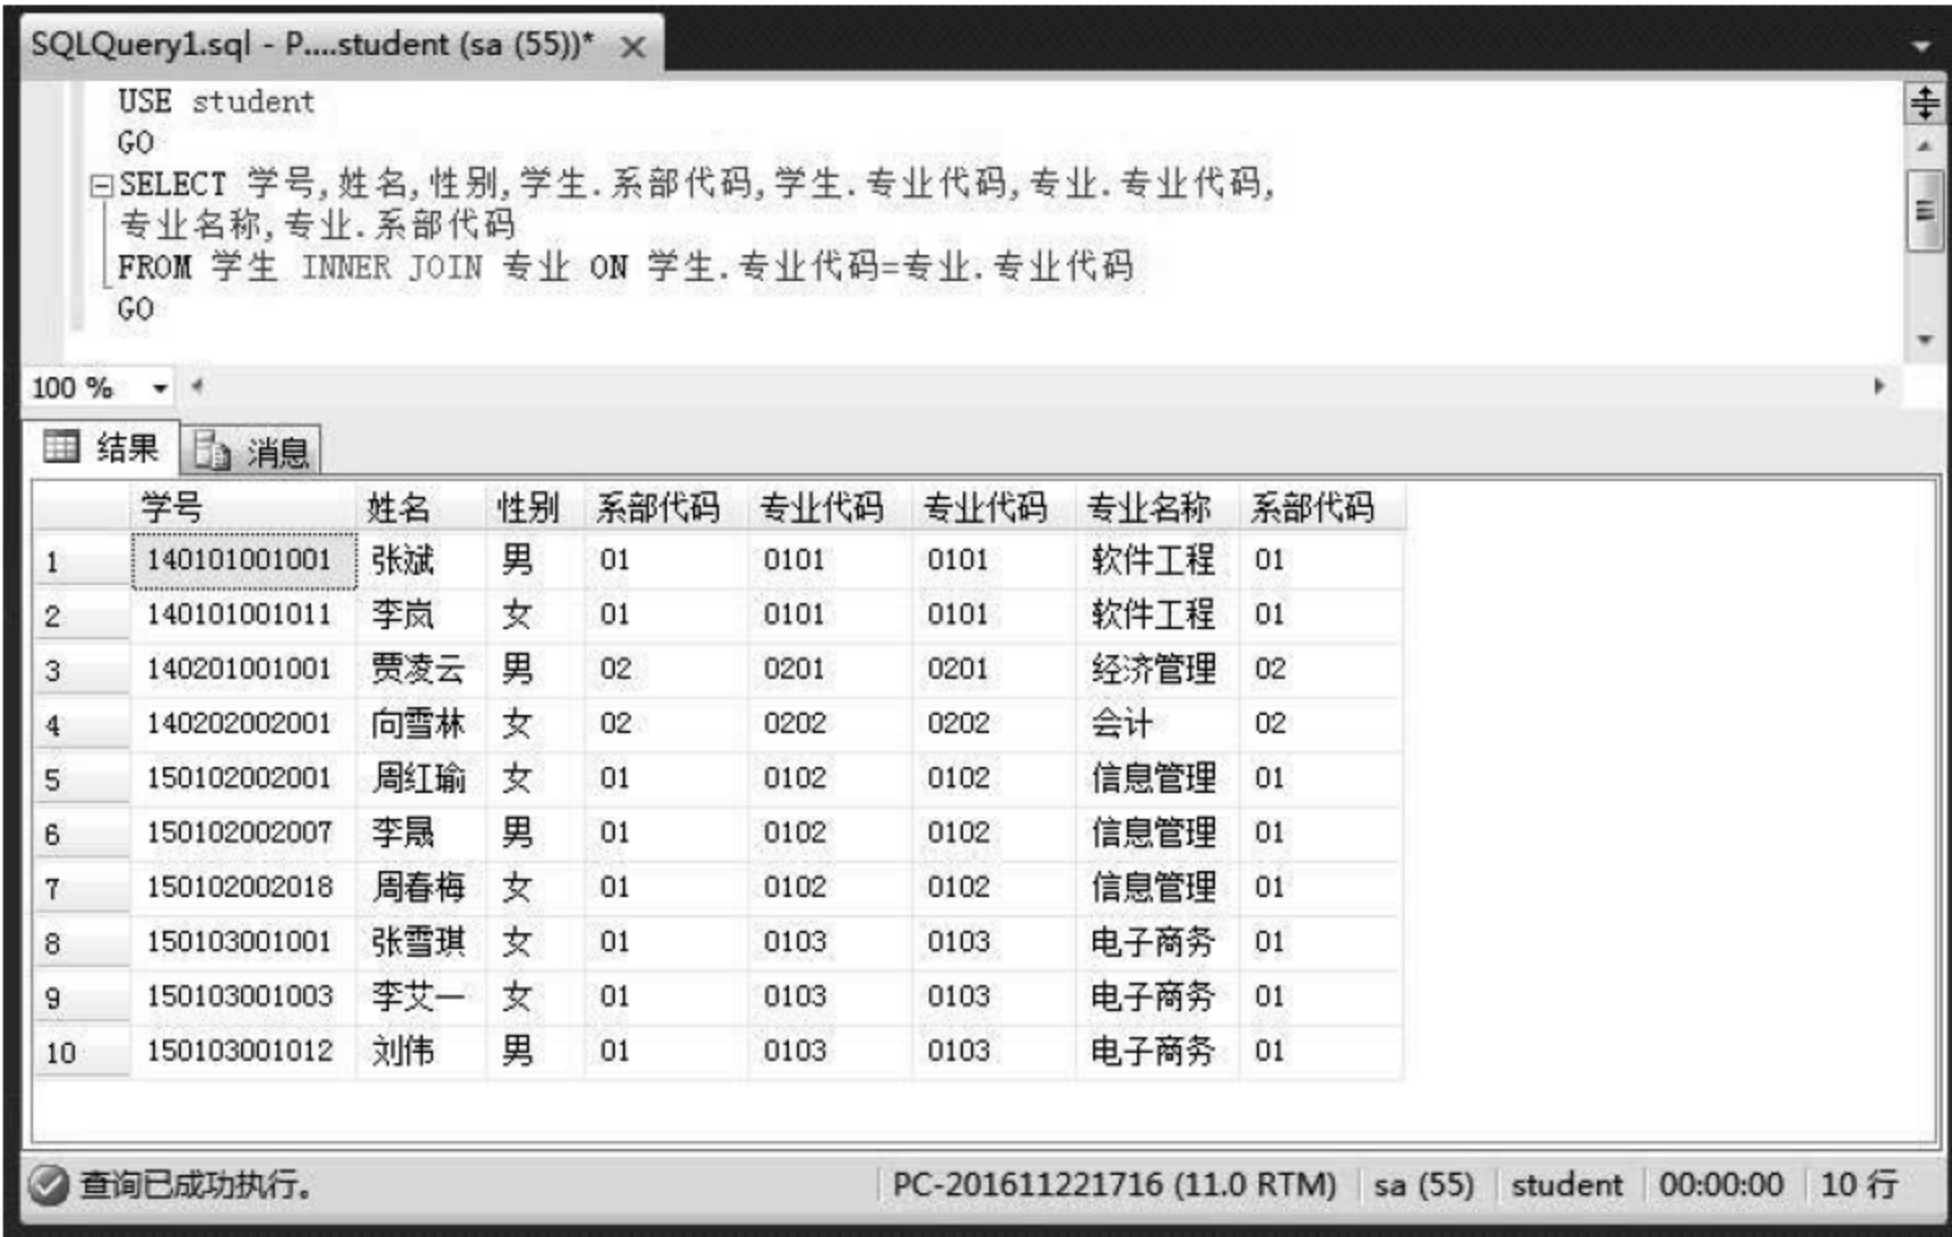 SQLQuery1.sql - P....student (sa (55))*
USE student
GO
SELECT 学号,姓名,性别,学生.系部代码,学生.专业代码,专业.专业代码,
专业名称,专业.系部代码
FROM 学生 INNER JOIN 专业 ON 学生.专业代码=专业.专业代码
GO
100 %
结果 消息
学号 姓名 性别 系部代码 专业代码 专业代码 专业名称 系部代码
1 140101001001 张斌 男 01 0101 0101 软件工程 01
2 140101001011 李岚 女 01 0101 0101 软件工程 01
3 140201001001 贾凌云 男 02 0201 0201 经济管理 02
4 140202002001 向雪林 女 02 0202 0202 会计 02
5 150102002001 周红瑜 女 01 0102 0102 信息管理 01
6 150102002007 李晟 男 01 0102 0102 信息管理 01
7 150102002018 周春梅 女 01 0102 0102 信息管理 01
8 150103001001 张雪琪 女 01 0103 0103 电子商务 01
9 150103001003 李艾一 女 01 0103 0103 电子商务 01
10 150103001012 刘伟 男 01 0103 0103 电子商务 01
查询已成功执行。 PC-201611221716 (11.0 RTM) sa (55) student 00:00:00 10 行